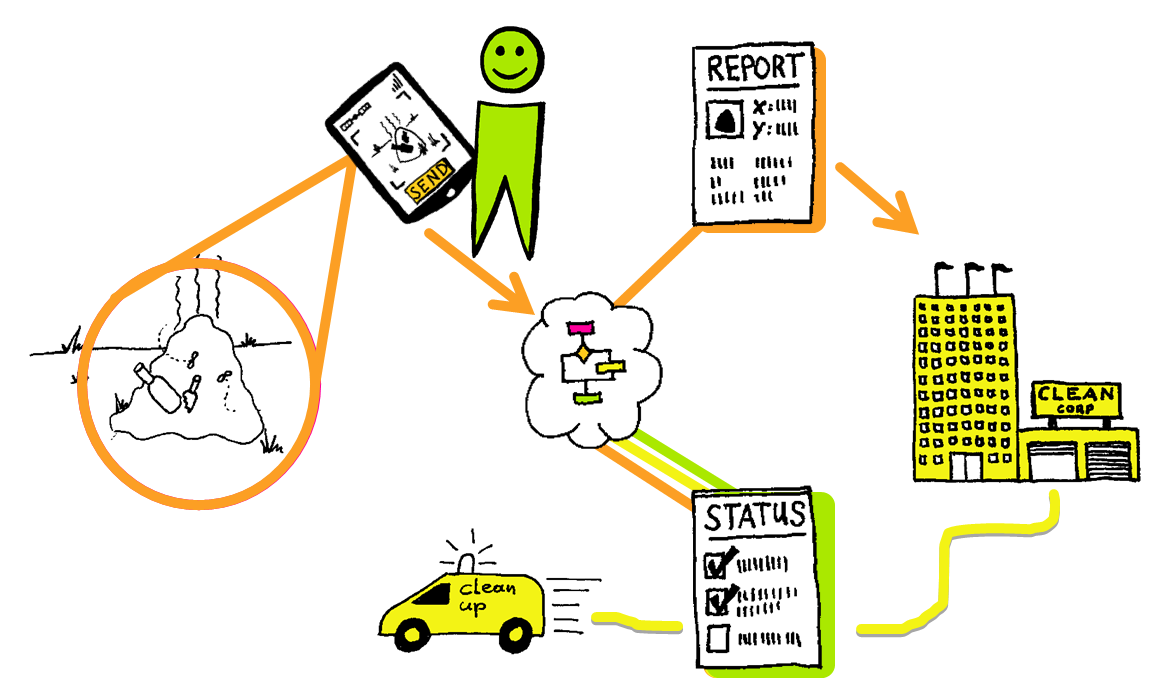 SEND
REPORT
X:
Y:
CLEAN
CORP
STATUS
clean
up